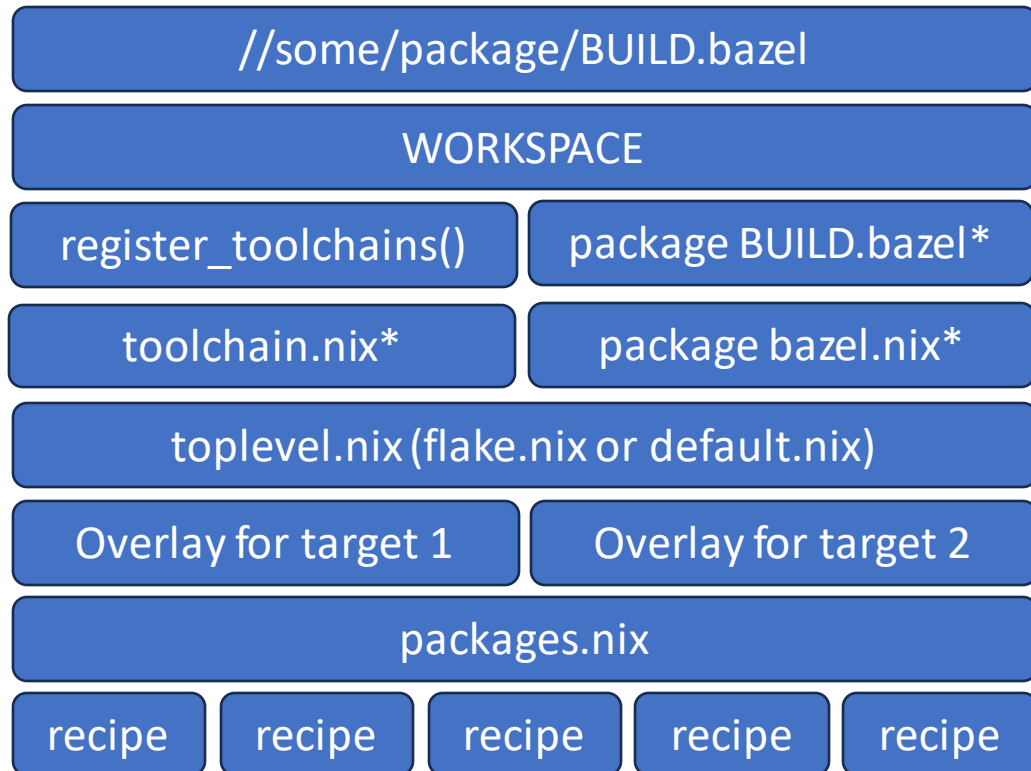 //some/package/BUILD.bazel
WORKSPACE
register_toolchains()
package BUILD.bazel*
toolchain.nix*
package bazel.nix*
toplevel.nix (flake.nix or default.nix)
Overlay for target 1
Overlay for target 2
packages.nix
recipe
recipe
recipe
recipe
recipe